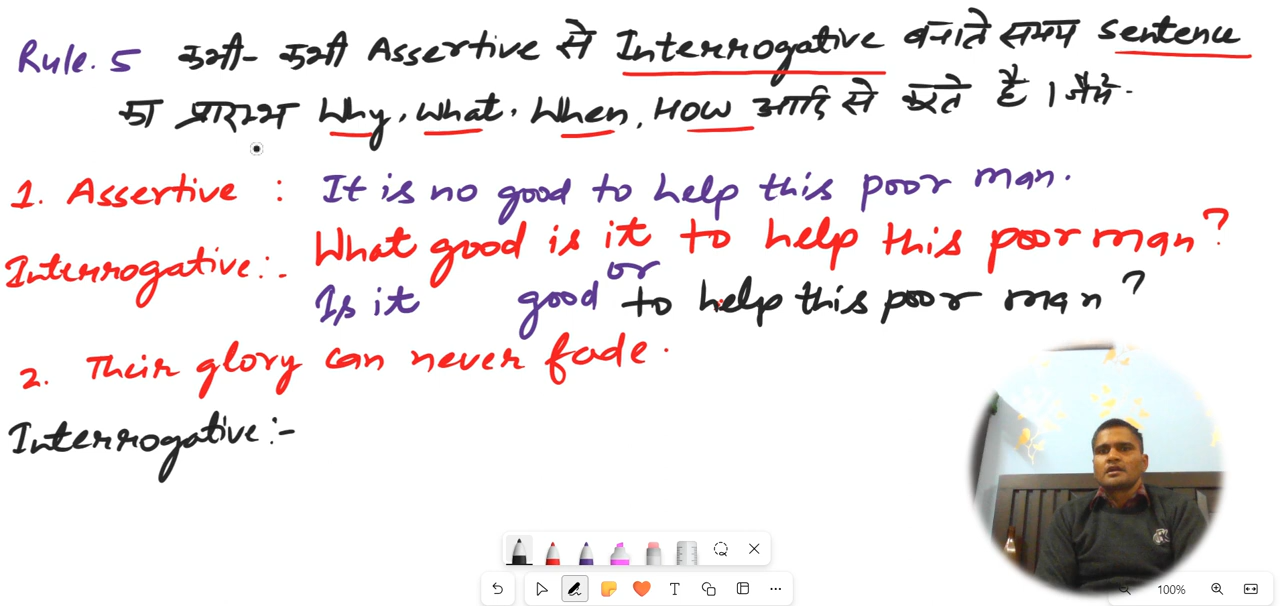 Rule. 5 कभी-कभी Assertive से Interrogative बनाते समय sentence
का प्रारम्भ Why, What, When, How आदि से करते हैं। जैसे-
1. Assertive : It is no good to help this poor man.
Interrogative:- What good is it to help this poor man?
or
Is it good to help this poor man?
2. Their glory can never fade.
Interrogative:-
100%